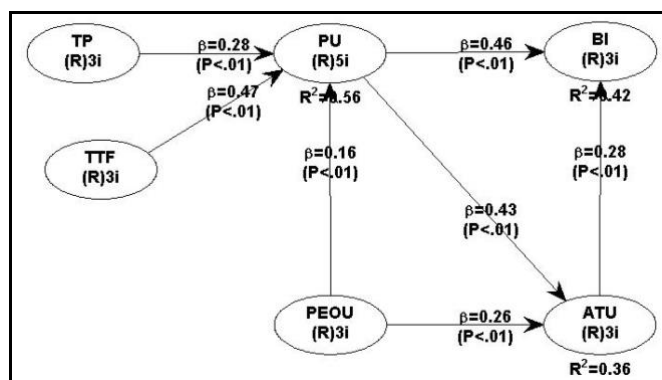 TP
(R)3i
β=0.28
(P<.01)
PU
(R)5i
R²=0.56
β=0.46
(P<.01)
BI
(R)3i
R²=0.42
TTF
(R)3i
β=0.47
(P<.01)
β=0.16
(P<.01)
β=0.28
(P<.01)
β=0.43
(P<.01)
PEOU
(R)3i
β=0.26
(P<.01)
ATU
(R)3i
R²=0.36